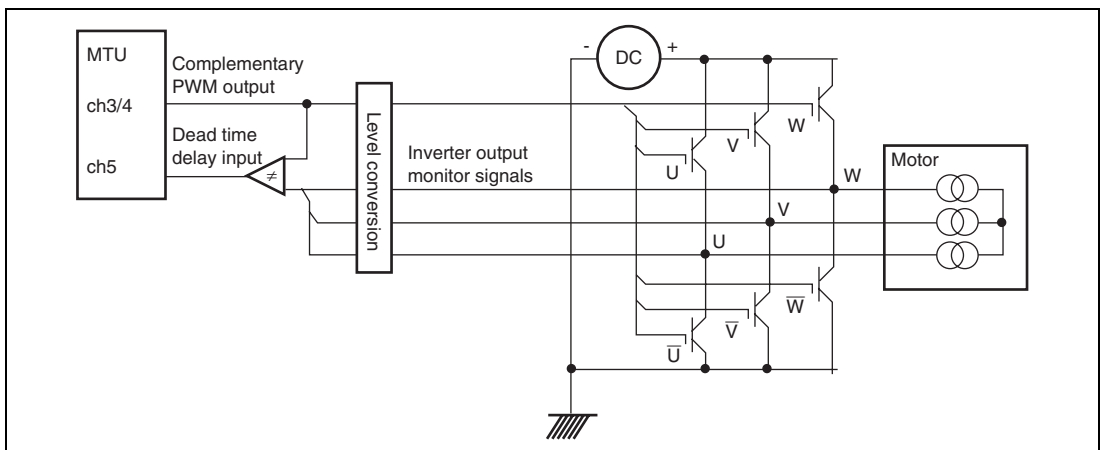 MTU
ch3/4
ch5
Complementary
PWM output
Dead time
delay input
≠
Level conversion
Inverter output
monitor signals
- DC +
W
V
U
W
V
U
W̅
V̅
U̅
Motor